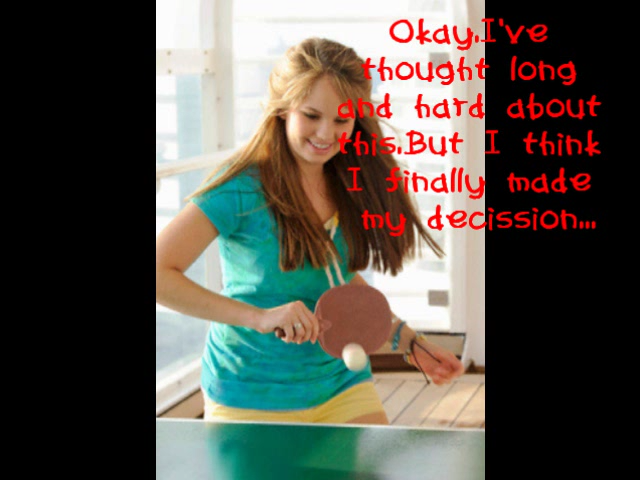 Okay.I've
thought long
and hard about
this.But I think
I finally made
my decission...